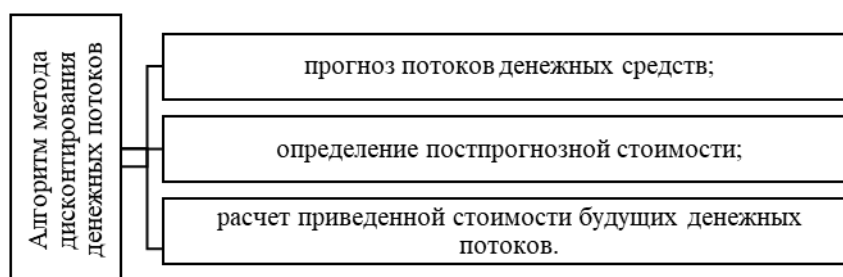 Алгоритм метода
дисконтирования
денежных потоков
прогноз потоков денежных средств;
определение постпрогнозной стоимости;
расчет приведенной стоимости будущих денежных
потоков.